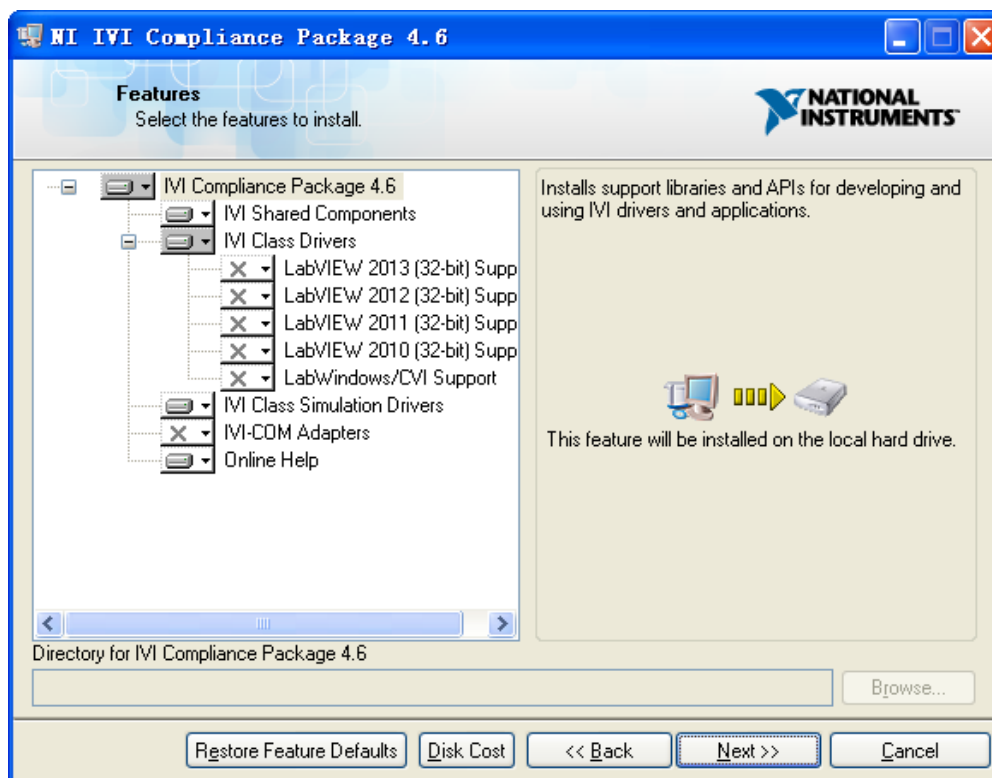 NI IVI Compliance Package 4.6
Features
Select the features to install.
NATIONAL
INSTRUMENTS™
IVI Compliance Package 4.6
IVI Shared Components
IVI Class Drivers
LabVIEW 2013 (32-bit) Supp
LabVIEW 2012 (32-bit) Supp
LabVIEW 2011 (32-bit) Supp
LabVIEW 2010 (32-bit) Supp
LabWindows/CVI Support
IVI Class Simulation Drivers
IVI-COM Adapters
Online Help
Installs support libraries and APIs for developing and
using IVI drivers and applications.
This feature will be installed on the local hard drive.
Directory for IVI Compliance Package 4.6
Browse...
Restore Feature Defaults
Disk Cost
<< Back
Next >>
Cancel